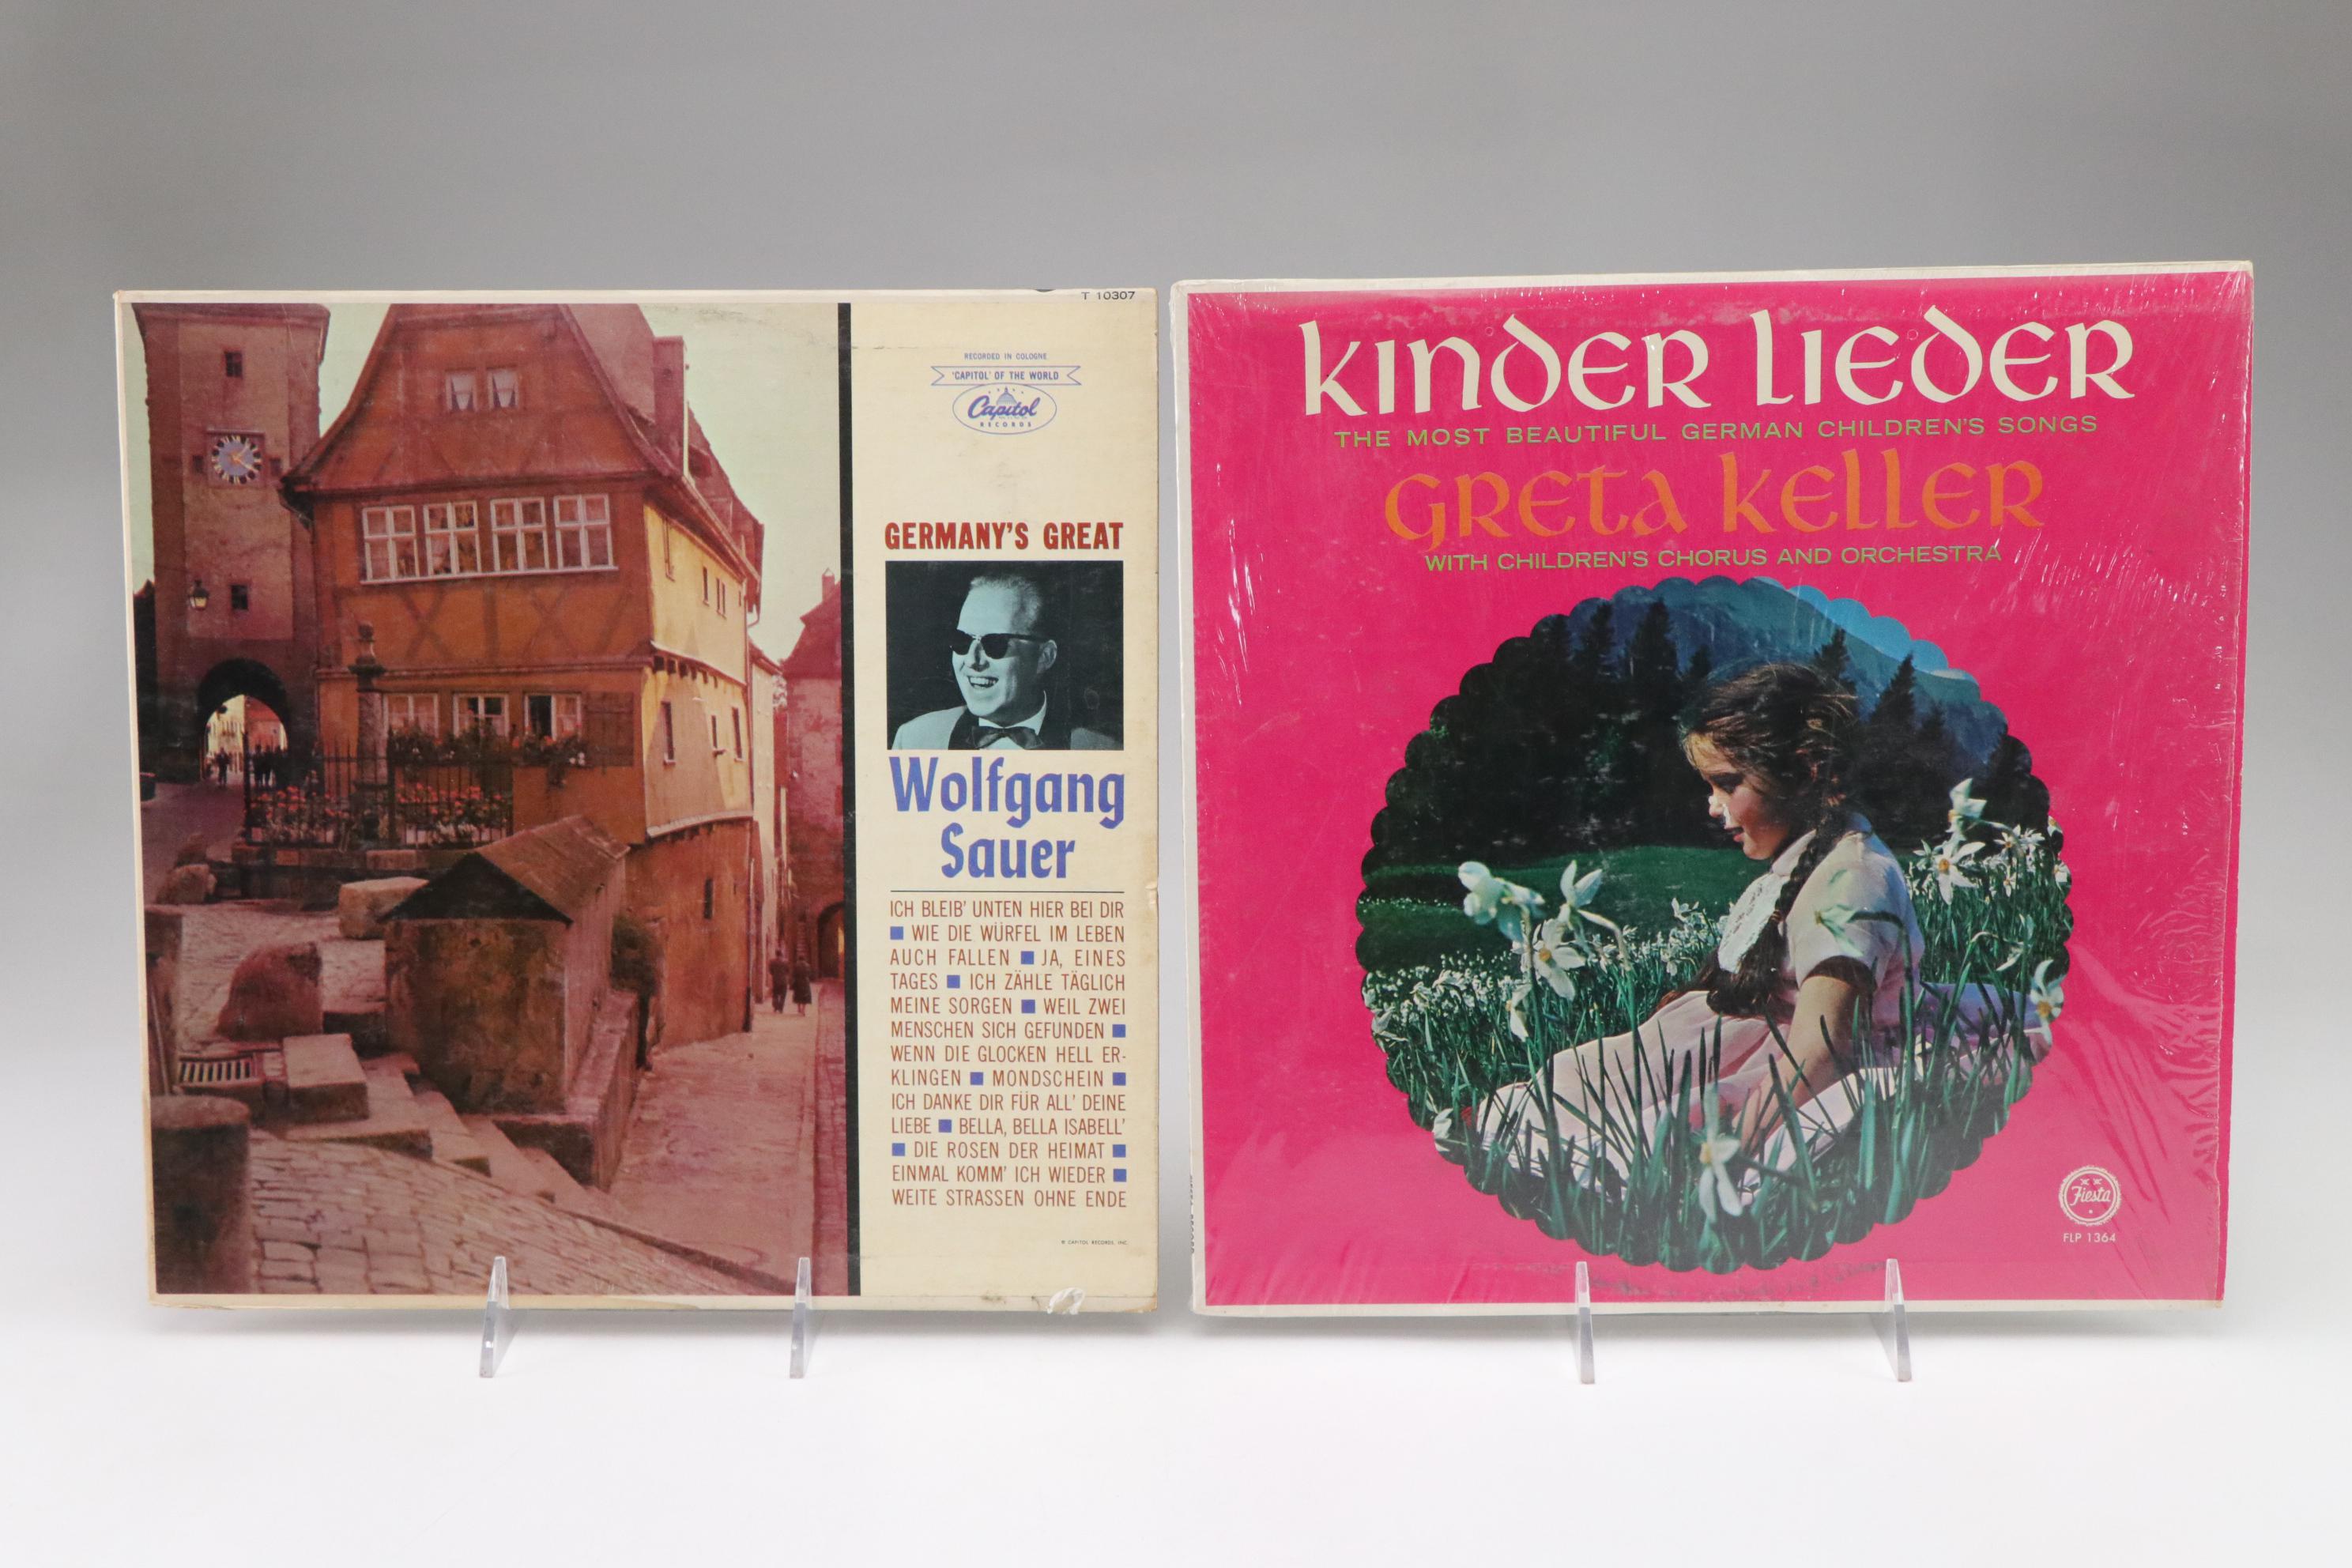 T 10307
RECORDED IN COLOGNE
'CAPITOL' OF THE WORLD
Capitol
RECORDS
GERMANY'S GREAT
Wolfgang
Sauer
ICH BLEIB' UNTEN HIER BEI DIR
■ WIE DIE WÜRFEL IM LEBEN
AUCH FALLEN ■ JA, EINES
TAGES ■ ICH ZÄHLE TÄGLICH
MEINE SORGEN ■ WEIL ZWEI
MENSCHEN SICH GEFUNDEN ■
WENN DIE GLOCKEN HELL ER-
KLINGEN ■ MONDSCHEIN ■
ICH DANKE DIR FÜR ALL' DEINE
LIEBE ■ BELLA, BELLA ISABELL'
■ DIE ROSEN DER HEIMAT ■
EINMAL KOMM' ICH WIEDER ■
WEITE STRASSEN OHNE ENDE
© CAPITOL RECORDS, INC.
KINDER LIEDER
THE MOST BEAUTIFUL GERMAN CHILDREN'S SONGS
GRETA KELLER
WITH CHILDREN'S CHORUS AND ORCHESTRA
Fiesta
FLP 1364